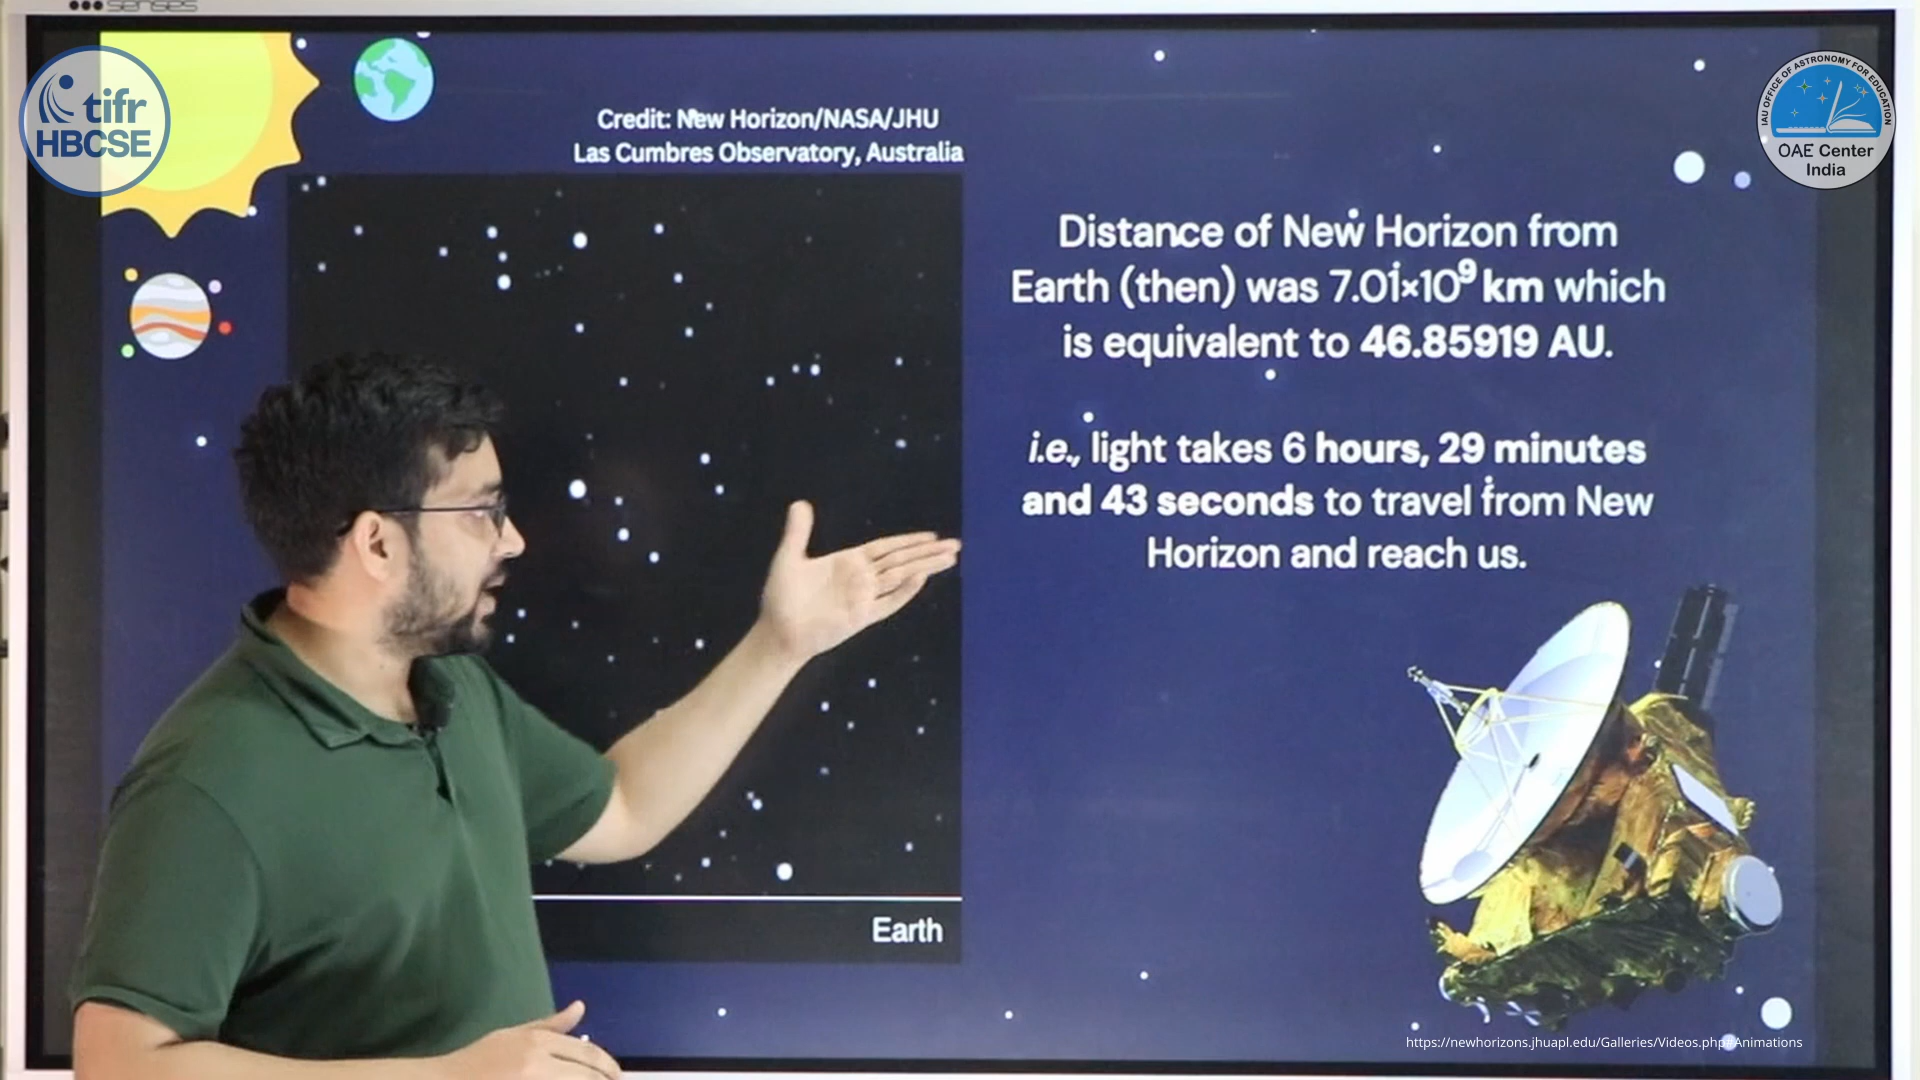 senses
tifr
HBCSE
IAU OFFICE OF ASTRONOMY FOR EDUCATION
OAE Center
India
Credit: New Horizon/NASA/JHU
Las Cumbres Observatory, Australia
Distance of New Horizon from
Earth (then) was 7.01×10⁹ km which
is equivalent to 46.85919 AU.
i.e., light takes 6 hours, 29 minutes
and 43 seconds to travel from New
Horizon and reach us.
Earth
https://newhorizons.jhuapl.edu/Galleries/Videos.php#Animations